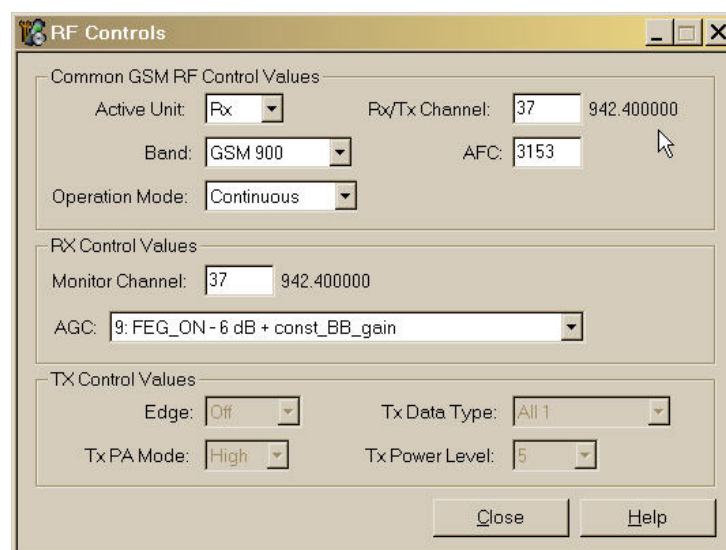 RF Controls
Common GSM RF Control Values
Active Unit: Rx Rx/Tx Channel: 37 942.400000
Band: GSM 900 AFC: 3153
Operation Mode: Continuous
RX Control Values
Monitor Channel: 37 942.400000
AGC: 9: FEG_ON - 6 dB + const_BB_gain
TX Control Values
Edge: Off Tx Data Type: All 1
Tx PA Mode: High Tx Power Level: 5
Close Help